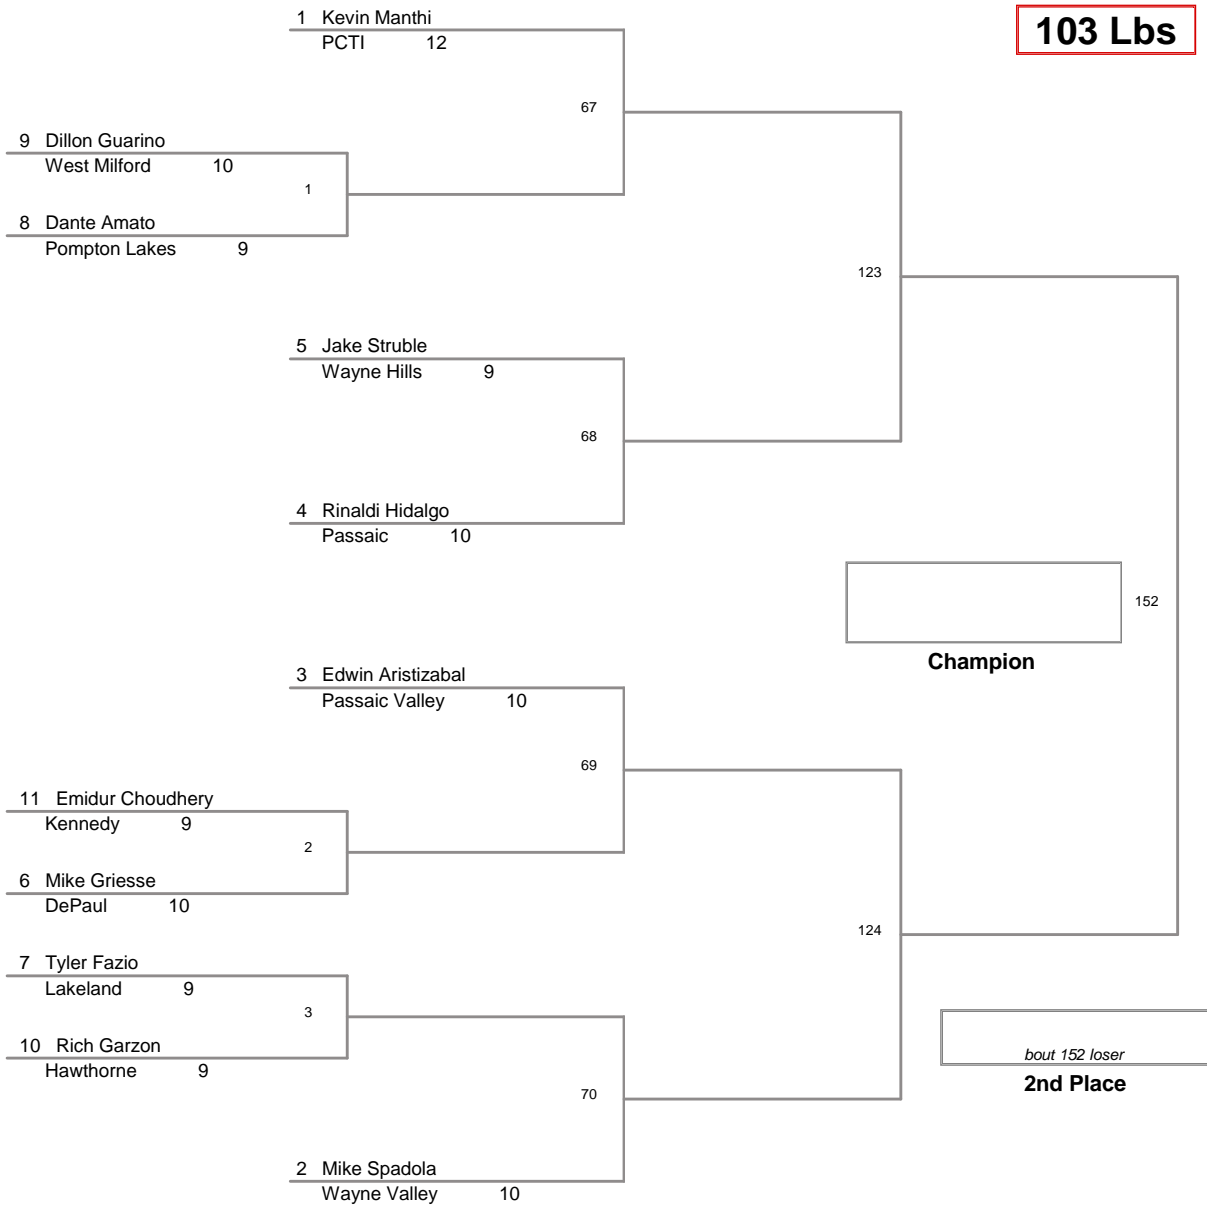 1 Kevin Manthi
103 Lbs
PCTI 12
67
9 Dillon Guarino
West Milford 10
1
8 Dante Amato
Pompton Lakes 9
123
5 Jake Struble
Wayne Hills 9
68
4 Rinaldi Hidalgo
Passaic 10
152
Champion
3 Edwin Aristizabal
Passaic Valley 10
69
11 Emidur Choudhery
Kennedy 9
2
6 Mike Griesse
DePaul 10
124
7 Tyler Fazio
Lakeland 9
3
10 Rich Garzon
Hawthorne 9
bout 152 loser
2nd Place
70
2 Mike Spadola
Wayne Valley 10